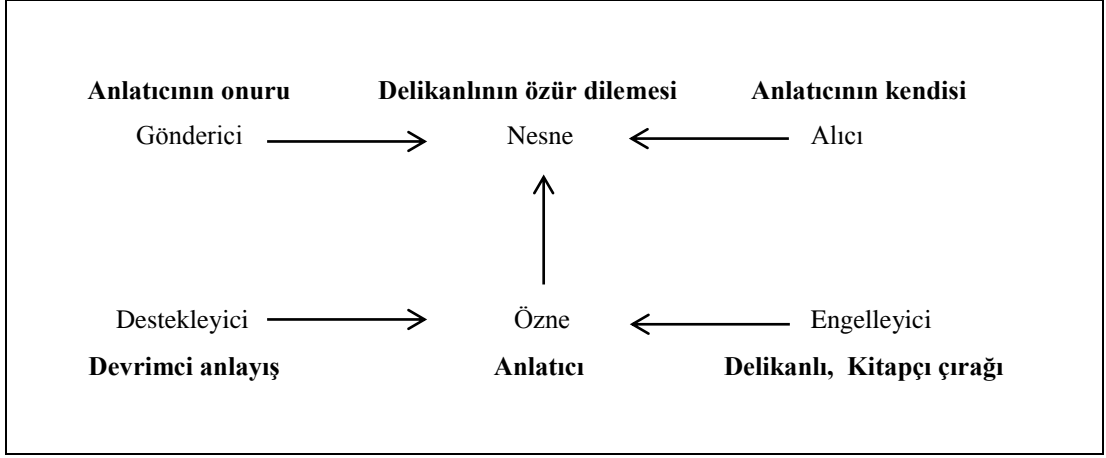 Anlatıcının onuru Delikanlının özür dilemesi Anlatıcının kendisi
Gönderici Nesne Alıcı
Destekleyici Özne Engelleyici
Devrimci anlayış Anlatıcı Delikanlı, Kitapçı çırağı